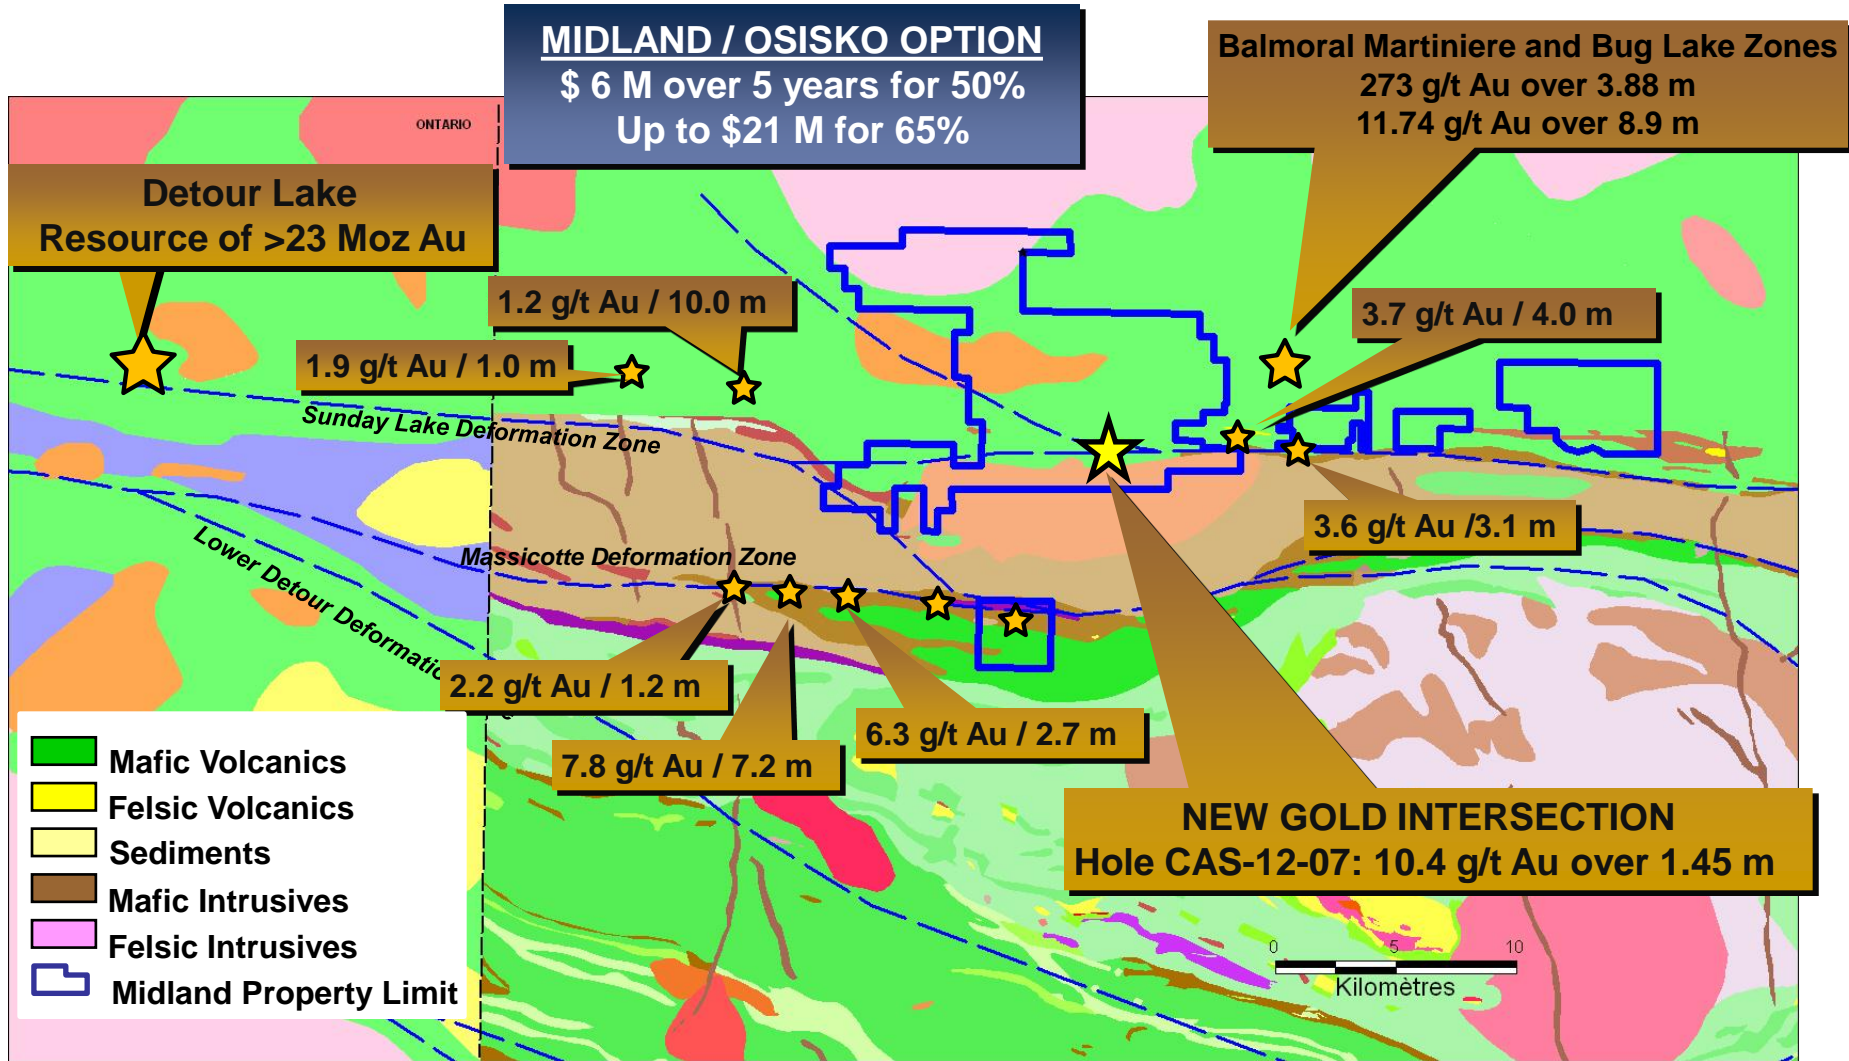 MIDLAND / OSISKO OPTION
$ 6 M over 5 years for 50%
Up to $21 M for 65%
Balmoral Martiniere and Bug Lake Zones
273 g/t Au over 3.88 m
11.74 g/t Au over 8.9 m
ONTARIO
Detour Lake
Resource of >23 Moz Au
1.2 g/t Au / 10.0 m
3.7 g/t Au / 4.0 m
1.9 g/t Au / 1.0 m
Sunday Lake Deformation Zone
3.6 g/t Au /3.1 m
Massicotte Deformation Zone
Lower Detour Deformatio
2.2 g/t Au / 1.2 m
6.3 g/t Au / 2.7 m
7.8 g/t Au / 7.2 m
Mafic Volcanics
Felsic Volcanics
Sediments
Mafic Intrusives
Felsic Intrusives
Midland Property Limit
NEW GOLD INTERSECTION
Hole CAS-12-07: 10.4 g/t Au over 1.45 m
0 5 10
Kilomètres